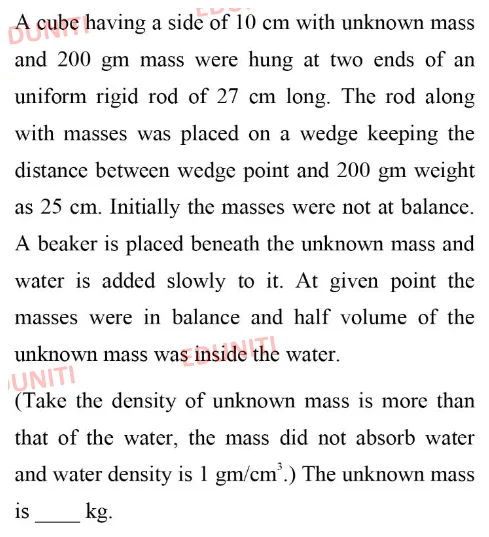 A cube having a side of 10 cm with unknown mass
and 200 gm mass were hung at two ends of an
uniform rigid rod of 27 cm long. The rod along
with masses was placed on a wedge keeping the
distance between wedge point and 200 gm weight
as 25 cm. Initially the masses were not at balance.
A beaker is placed beneath the unknown mass and
water is added slowly to it. At given point the
masses were in balance and half volume of the
unknown mass was inside the water.
(Take the density of unknown mass is more than
that of the water, the mass did not absorb water
and water density is 1 gm/cm³.) The unknown mass
is ____ kg.
DUNITI
EDUNITI
UNITI